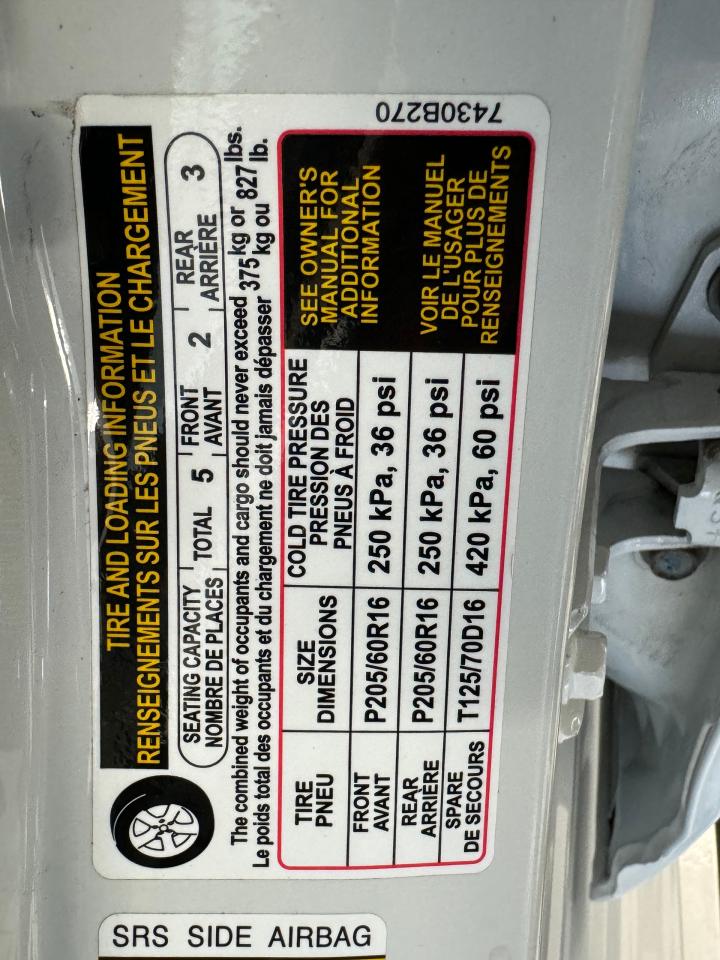 TIRE AND LOADING INFORMATION
RENSEIGNEMENTS SUR LES PNEUS ET LE CHARGEMENT
SEATING CAPACITY TOTAL 5 FRONT 2 REAR 3
NOMBRE DE PLACES AVANT ARRIÈRE
The combined weight of occupants and cargo should never exceed 375 kg or 827 lbs.
Le poids total des occupants et du chargement ne doit jamais dépasser 375 kg ou 827 lb.
TIRE
PNEU
SIZE
DIMENSIONS
COLD TIRE PRESSURE
PRESSION DES
PNEUS À FROID
SEE OWNER'S
MANUAL FOR
ADDITIONAL
INFORMATION
FRONT
AVANT
P205/60R16
250 kPa, 36 psi
REAR
ARRIÈRE
P205/60R16
250 kPa, 36 psi
VOIR LE MANUEL
DE L'USAGER
POUR PLUS DE
RENSEIGNEMENTS
SPARE
DE SECOURS
T125/70D16
420 kPa, 60 psi
7430B270
SRS SIDE AIRBAG